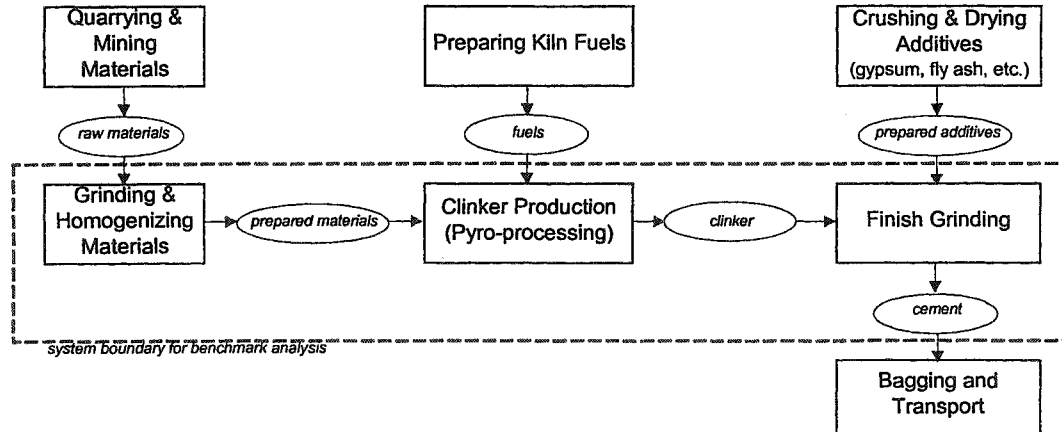 Quarrying &
Mining
Materials
Preparing Kiln Fuels
Crushing & Drying
Additives
(gypsum, fly ash, etc.)
raw materials
fuels
prepared additives
Grinding &
Homogenizing
Materials
prepared materials
Clinker Production
(Pyro-processing)
clinker
Finish Grinding
cement
system boundary for benchmark analysis
Bagging and
Transport